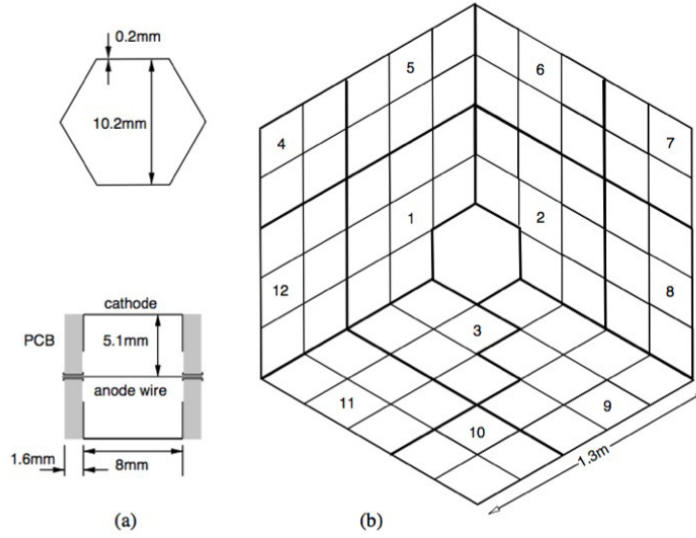 0.2mm
10.2mm
cathode
PCB
5.1mm
anode wire
1.6mm
8mm
(a)
5
6
4
7
1
2
12
8
3
11
9
10
1.3m
(b)